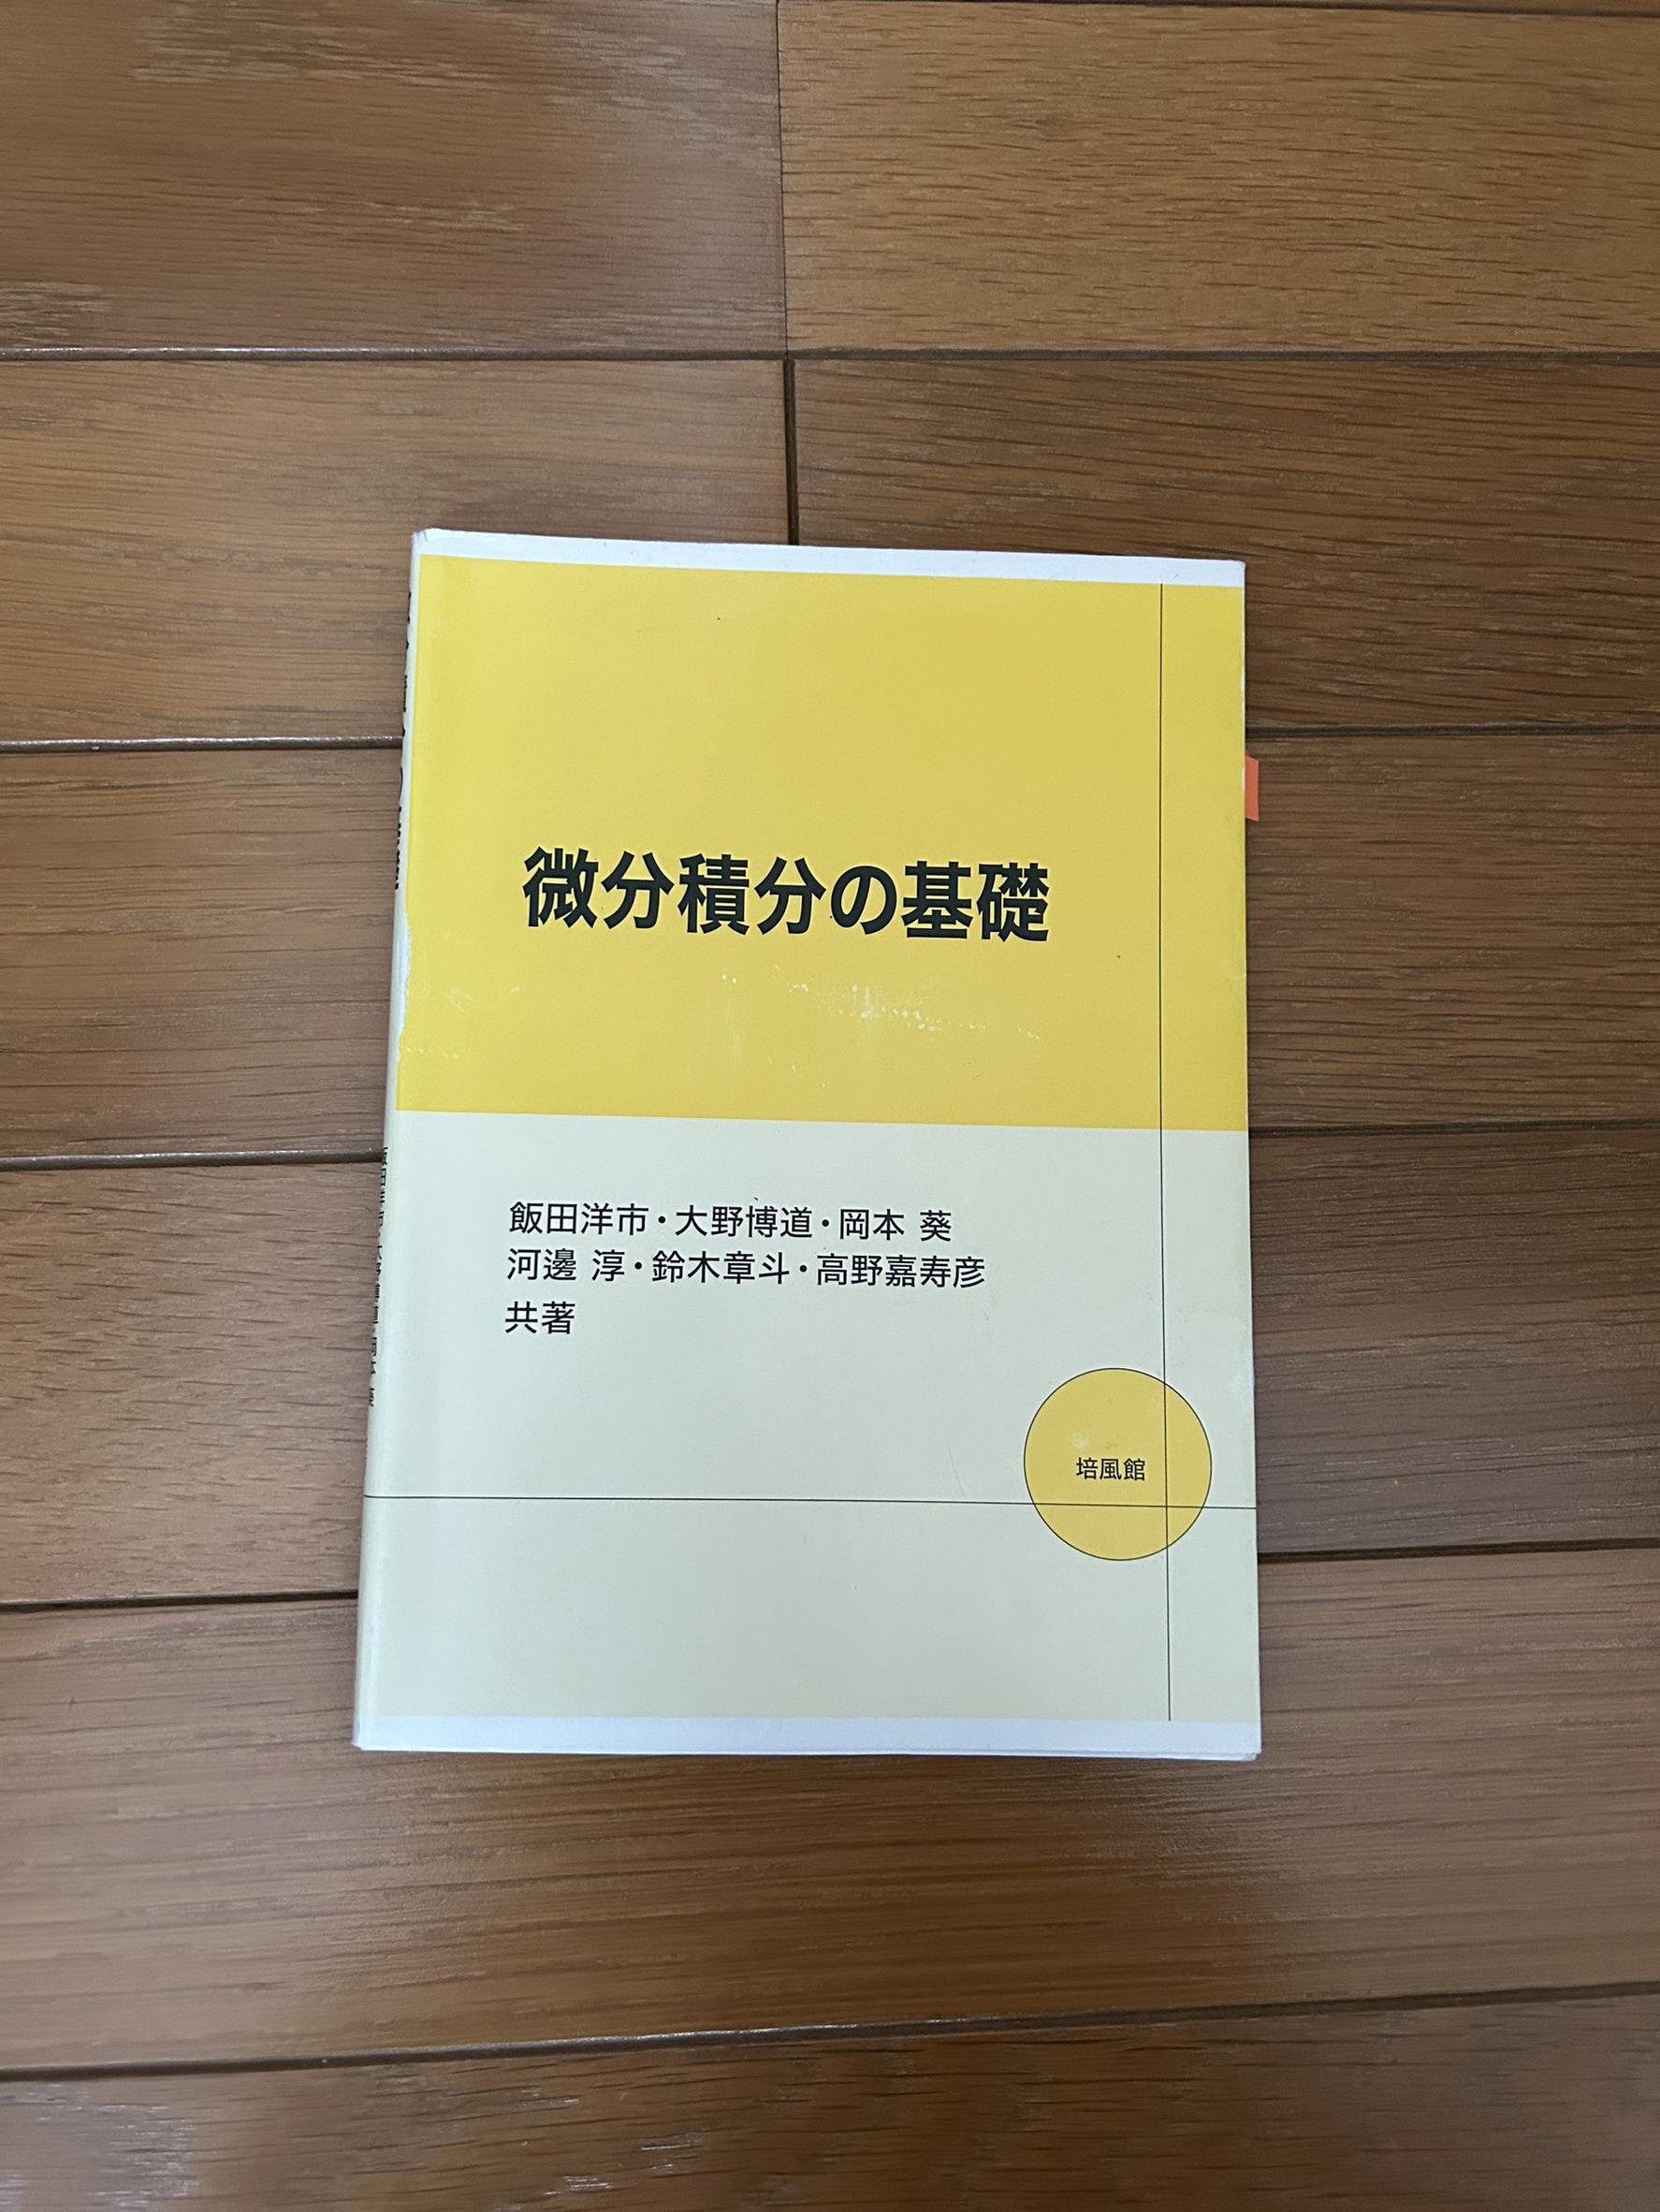 微分積分の基礎
飯田洋市・大野博道・岡本 葵
河邊 淳・鈴木章斗・高野嘉寿彦
共著
培風館